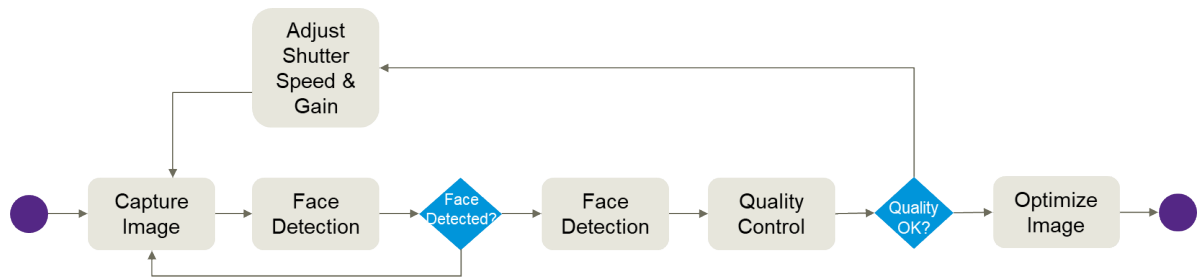 Adjust
Shutter
Speed &
Gain
Capture
Image
Face
Detection
Face
Detected?
Face
Detection
Quality
Control
Quality
OK?
Optimize
Image